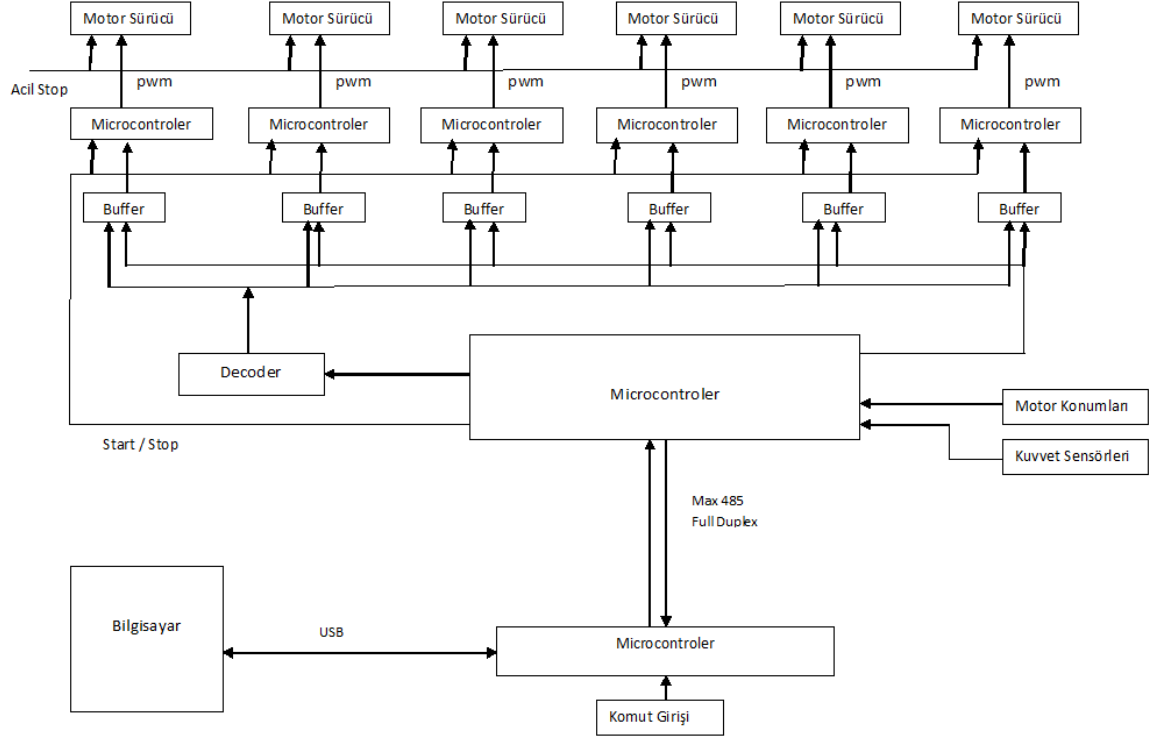 Motor Sürücü
Motor Sürücü
Motor Sürücü
Motor Sürücü
Motor Sürücü
Motor Sürücü
Acil Stop
pwm
pwm
pwm
pwm
pwm
pwm
Microcontroler
Microcontroler
Microcontroler
Microcontroler
Microcontroler
Microcontroler
Buffer
Buffer
Buffer
Buffer
Buffer
Buffer
Decoder
Microcontroler
Motor Konumları
Start / Stop
Kuvvet Sensörleri
Max 485
Full Duplex
Bilgisayar
USB
Microcontroler
Komut Girişi